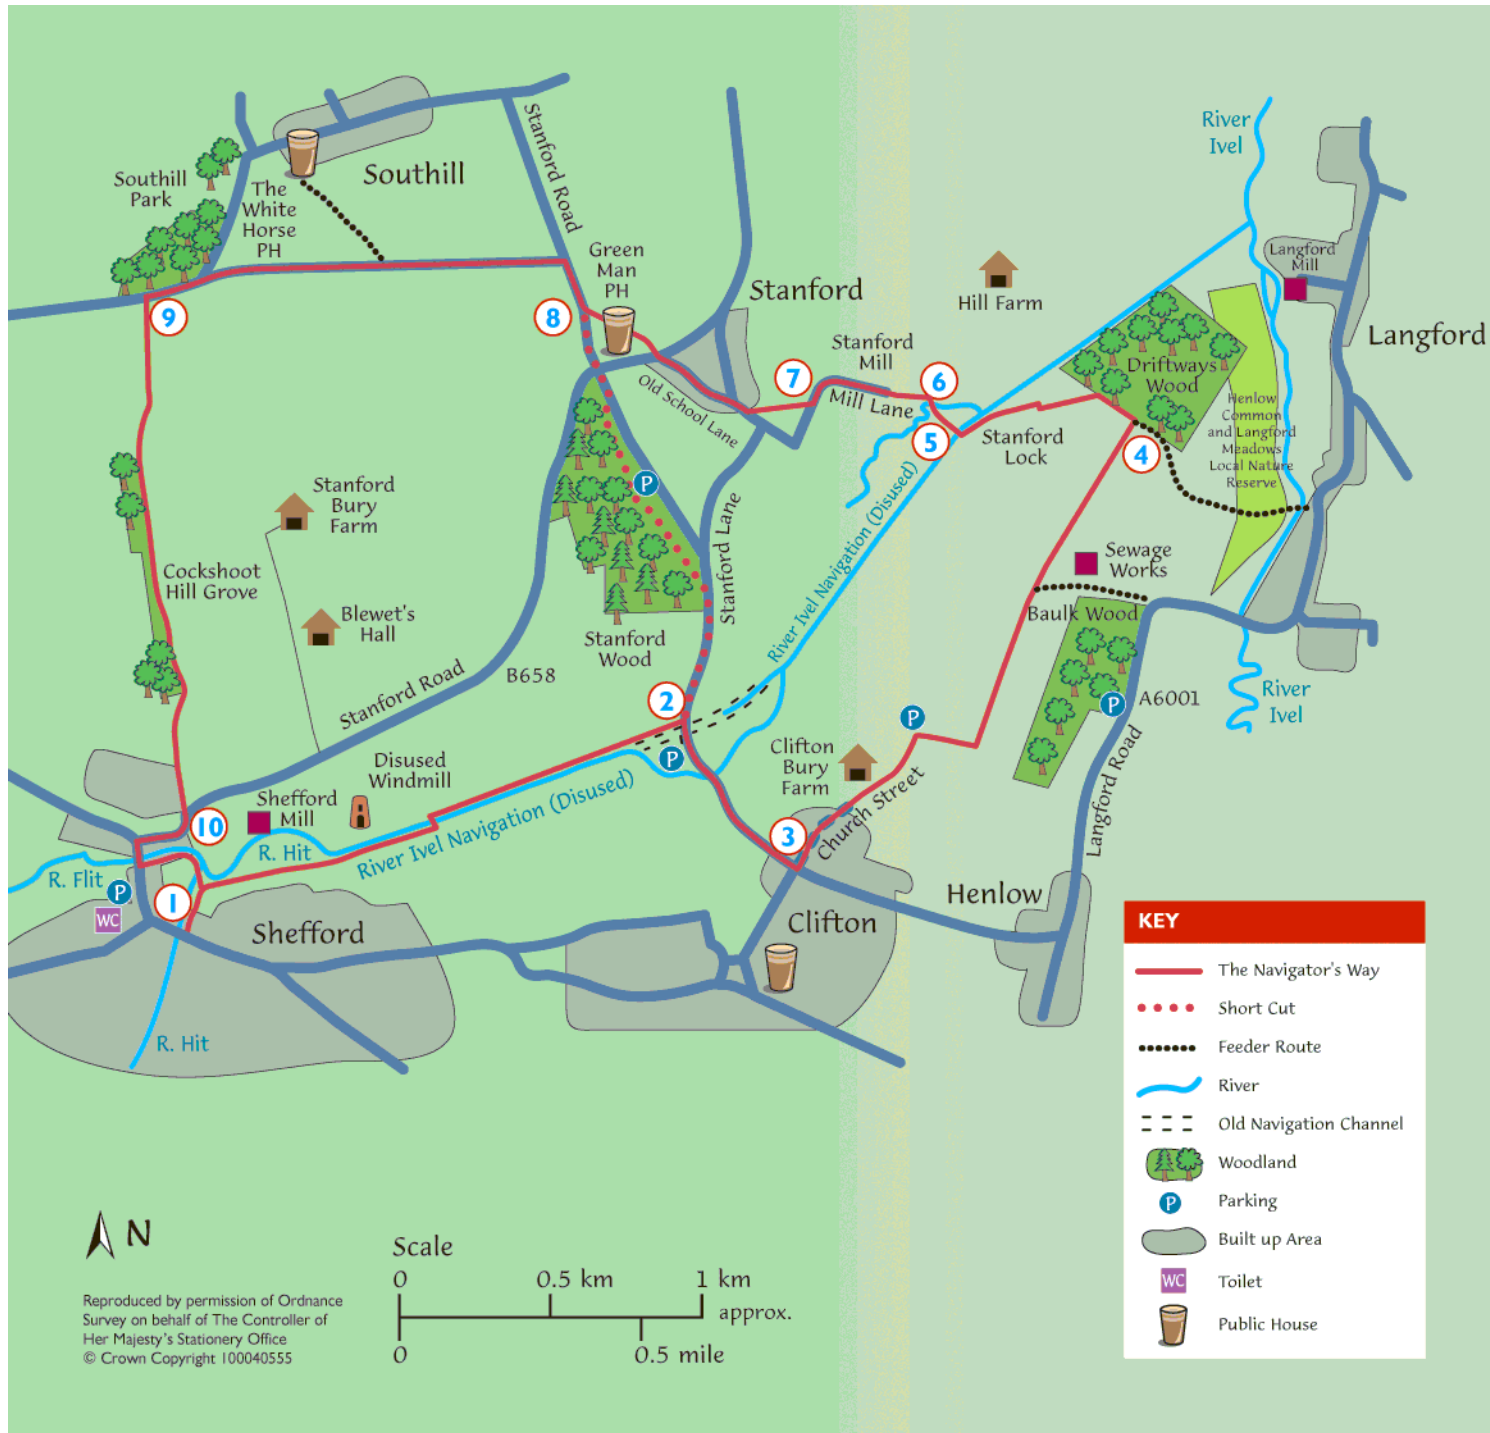 River
Ivel
Southill
Park
The
White
Horse
PH
Southill
Stanford Road
Green
Man
PH
Stanford
Hill Farm
Langford
Mill
Langford
9
8
7
Stanford
Mill
6
Mill Lane
5
Driftways
Wood
Henlow
Common
and Langford
Meadows
Local Nature
Reserve
Old School Lane
Stanford
Lock
4
Stanford
Bury
Farm
P
Stanford Lane
River Ivel Navigation (Disused)
Cockshoot
Hill Grove
Blewet's
Hall
Sewage
Works
Baulk Wood
Stanford
Wood
B658
Stanford Road
2
P
A6001
P
River
Ivel
Disused
Windmill
P
Clifton
Bury
Farm
Shefford
Mill
10
R. Hit
River Ivel Navigation (Disused)
3
Church Street
Langford Road
R. Flit
P
WC
1
Shefford
Clifton
Henlow
R. Hit
KEY
The Navigator's Way
Short Cut
Feeder Route
River
Old Navigation Channel
Woodland
P
Parking
Built up Area
WC
Toilet
Public House
N
Scale
0
0.5 km
1 km
approx.
0
0.5 mile
Reproduced by permission of Ordnance
Survey on behalf of The Controller of
Her Majesty's Stationery Office
© Crown Copyright 100040555